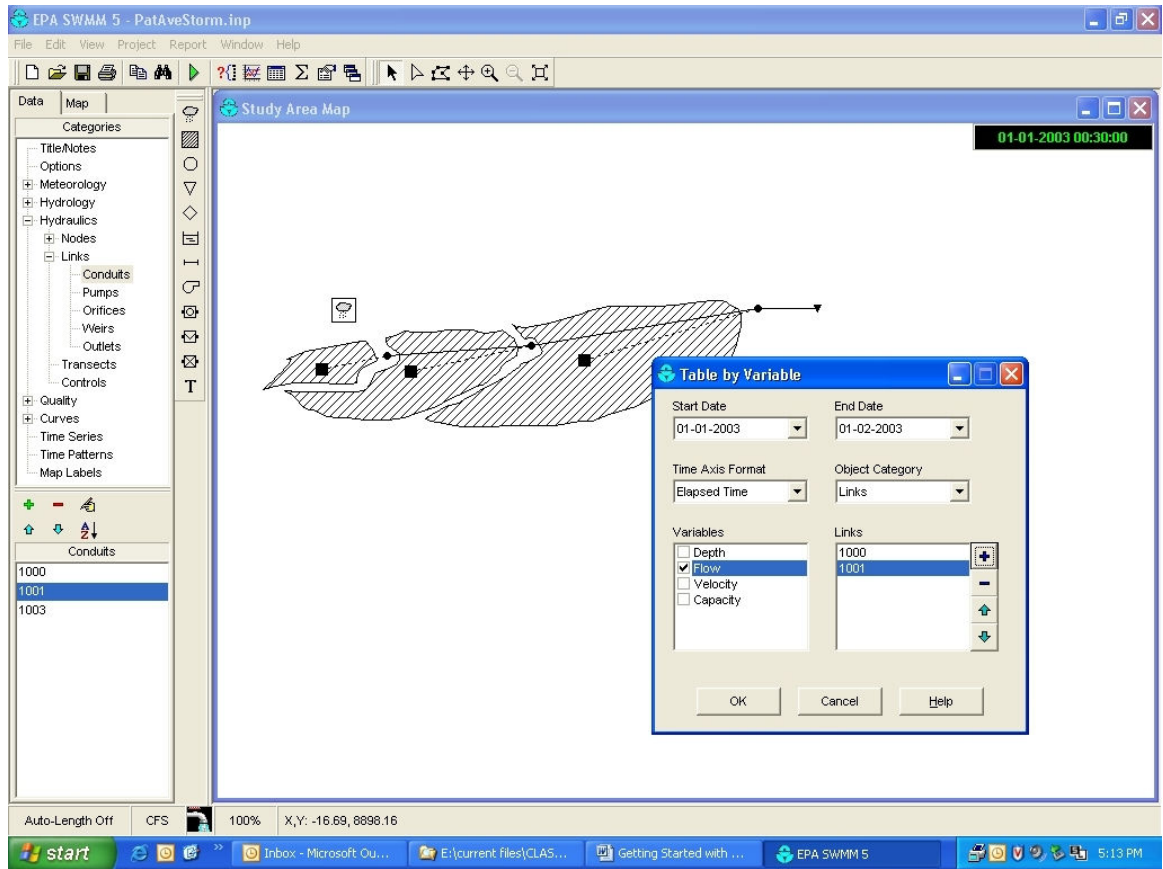 EPA SWMM 5 - PatAveStorm.inp
File Edit View Project Report Window Help
Data Map
Categories
Title/Notes
Options
Meteorology
Hydrology
Hydraulics
Nodes
Links
Conduits
Pumps
Orifices
Weirs
Outlets
Transects
Controls
Quality
Curves
Time Series
Time Patterns
Map Labels
Conduits
1000
1001
1003
T
Study Area Map
01-01-2003 00:30:00
Table by Variable
Start Date End Date
01-01-2003 01-02-2003
Time Axis Format Object Category
Elapsed Time Links
Variables Links
Depth 1000
Flow 1001
Velocity
Capacity
OK Cancel Help
Auto-Length Off CFS 100% X,Y: -16.69, 8898.16
start Inbox - Microsoft Ou... E:\current files\CLAS... Getting Started with ... EPA SWMM 5 5:13 PM